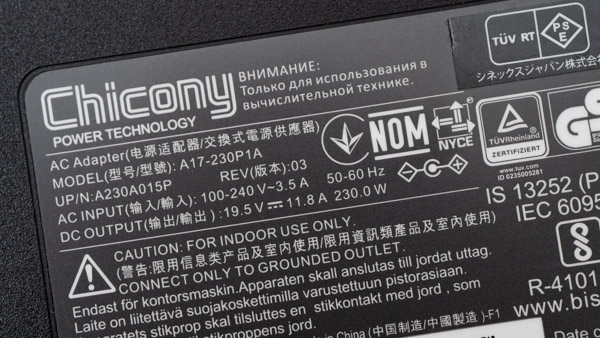 Chicony
POWER TECHNOLOGY
ВНИМАНИЕ:
Только для использования в
вычислительной технике.
TÜV RT
PSE
シネックスジャパン株式会
AC Adapter(电源适配器/交換式電源供應器)
MODEL(型号/型號): A17-230P1A
UP/N:A230A015P REV(版本): 03
AC INPUT(输入/輸入): 100-240 V~3.5 A 50-60 Hz
DC OUTPUT(输出/輸出) :19.5V 11.8 A 230.0 W
NOM
NYCE
TÜVRheinland
ZERTIFIZIERT
www.tuv.com
ID 0235005281
GS
IS 13252 (P
IEC 6095
R-4101
www.bis
CAUTION: FOR INDOOR USE ONLY.
(警告:限用信息类产品及室内使用/限用資訊類產品及室內使用)
CONNECT ONLY TO GROUNDED OUTLET.
Endast för kontorsmaskin.Apparaten skall anslutas till jordat uttag.
Laite on liitettävä suojakoskettimilla varustettuun pistorasiaan.
aratets stikprop skal tilsluttes en stikkontakt med jord , som
stikproppens jord.
in China (中国制造/中國製造 )-F1
Date o